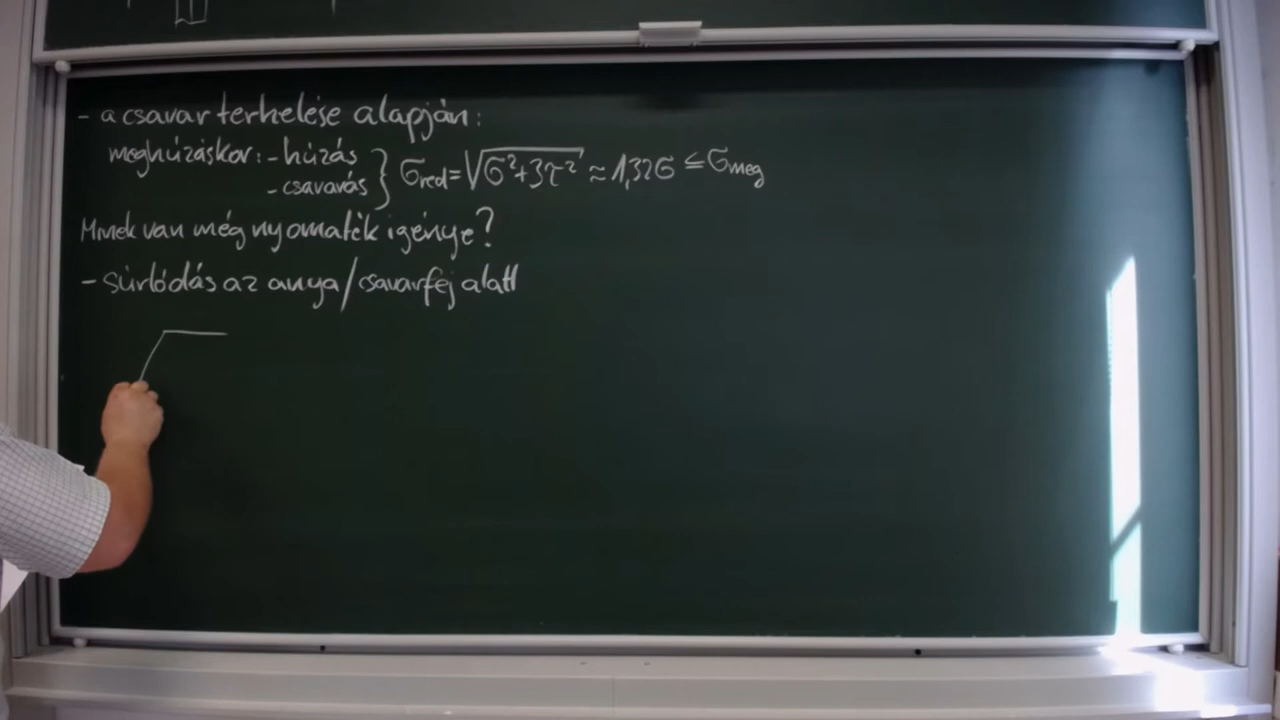 - a csavar terhelése alapján:
meghúzáskor: - húzás
- csavarás } σred = √σ²+3τ² ≈ 1,32σ ≤ σmeg
Minek van még nyomaték igénye?
- súrlódás az anya/csavarfej alatt